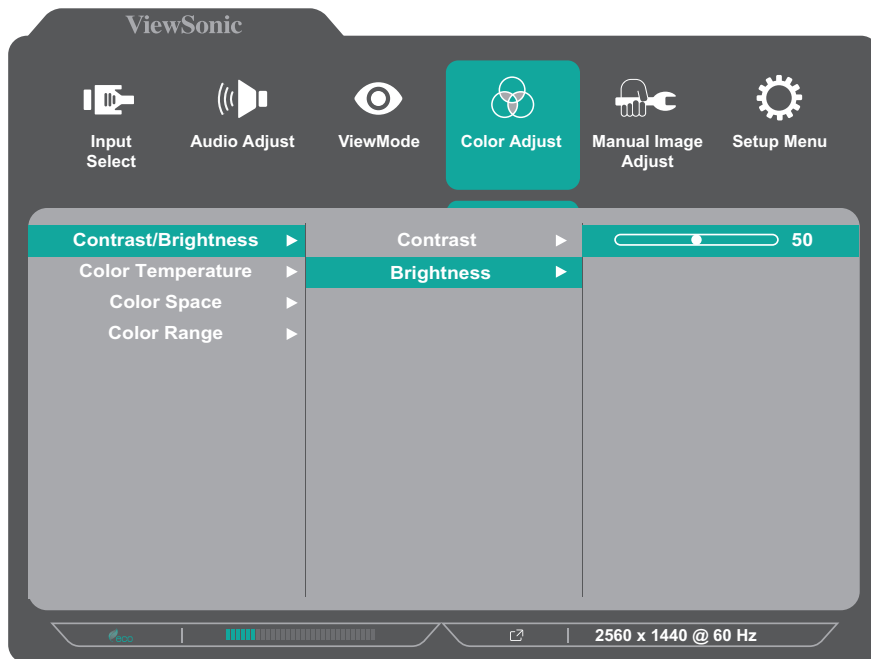 ViewSonic
Input
Select
Audio Adjust
ViewMode
Color Adjust
Manual Image
Adjust
Setup Menu
Contrast/Brightness
Contrast
50
Color Temperature
Brightness
Color Space
Color Range
eco
2560 x 1440 @ 60 Hz